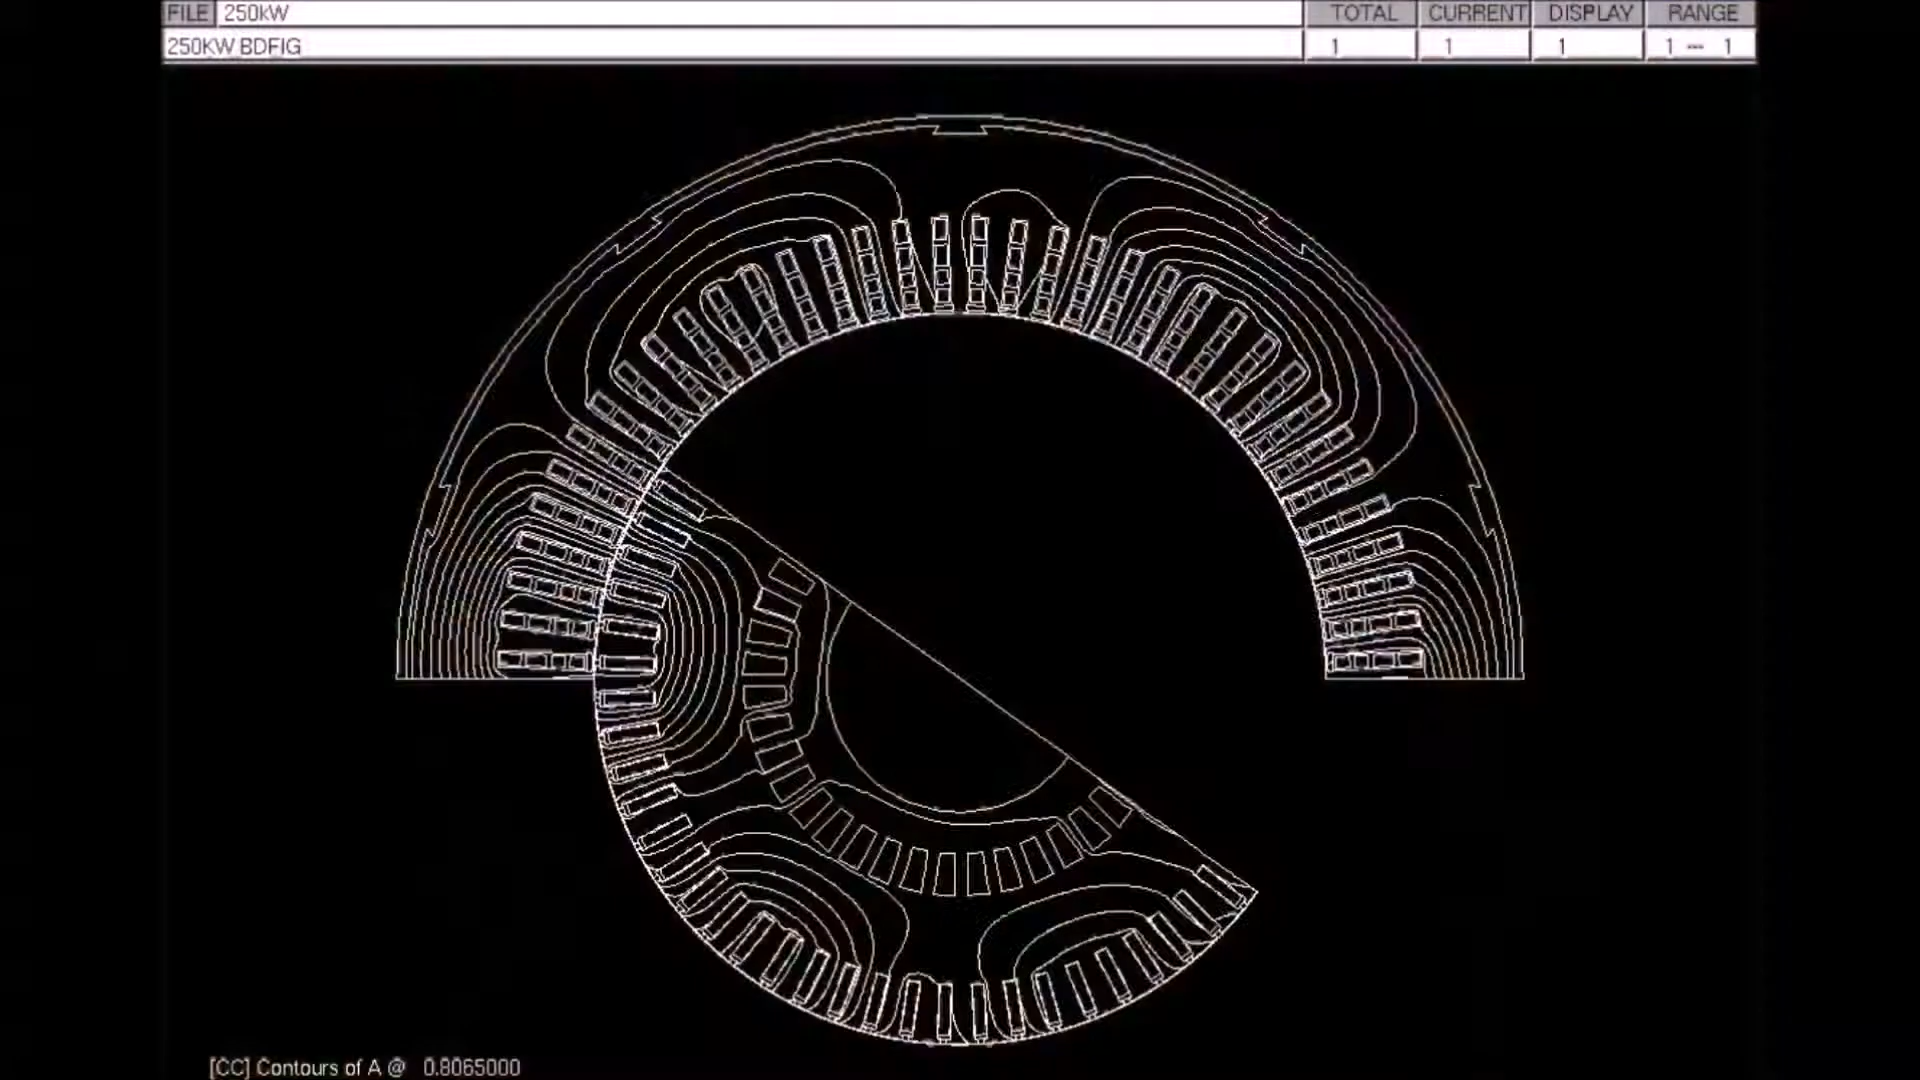 FILE 250kW TOTAL CURRENT DISPLAY RANGE
250KW BDFIG 1 1 1 1 --- 1
[CC] Contours of A @ 0.8065000